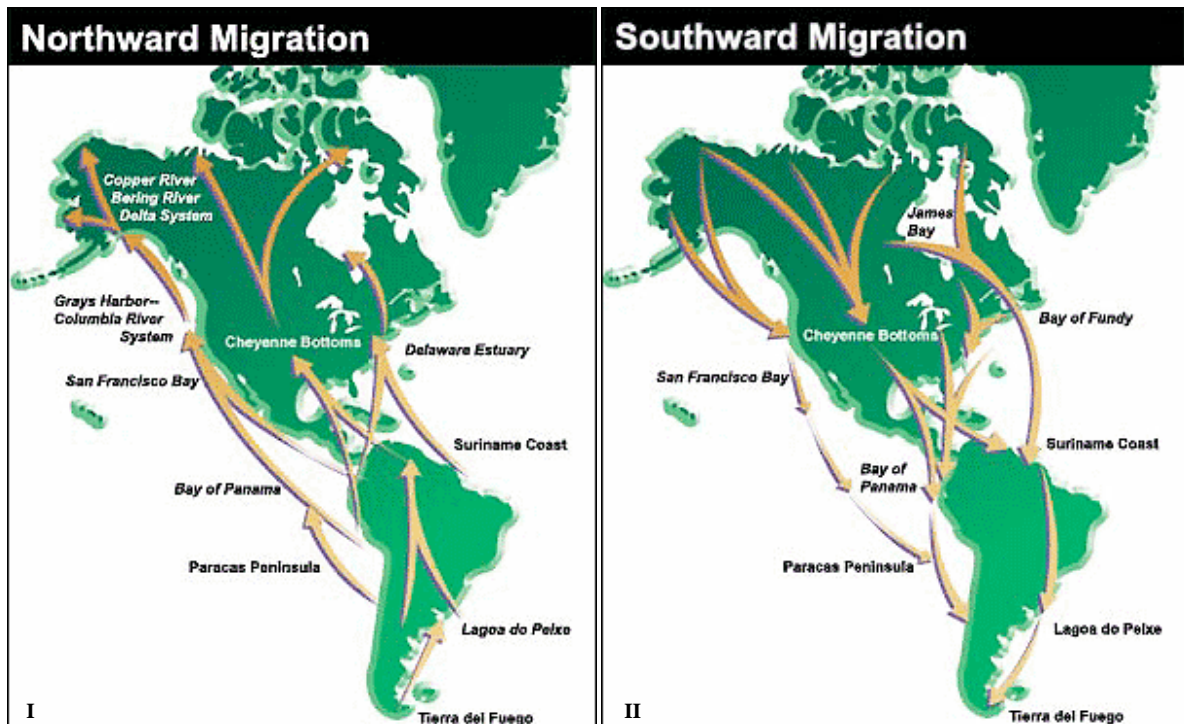 Northward Migration
Copper River
Bering River
Delta System
Grays Harbor--
Columbia River
System
Cheyenne Bottoms
Delaware Estuary
San Francisco Bay
Suriname Coast
Bay of Panama
Paracas Peninsula
Lagoa do Peixe
Tierra del Fuego
I
Southward Migration
James
Bay
Bay of Fundy
Cheyenne Bottoms
San Francisco Bay
Suriname Coast
Bay of
Panama
Paracas Peninsula
Lagoa do Peixe
Tierra del Fuego
II